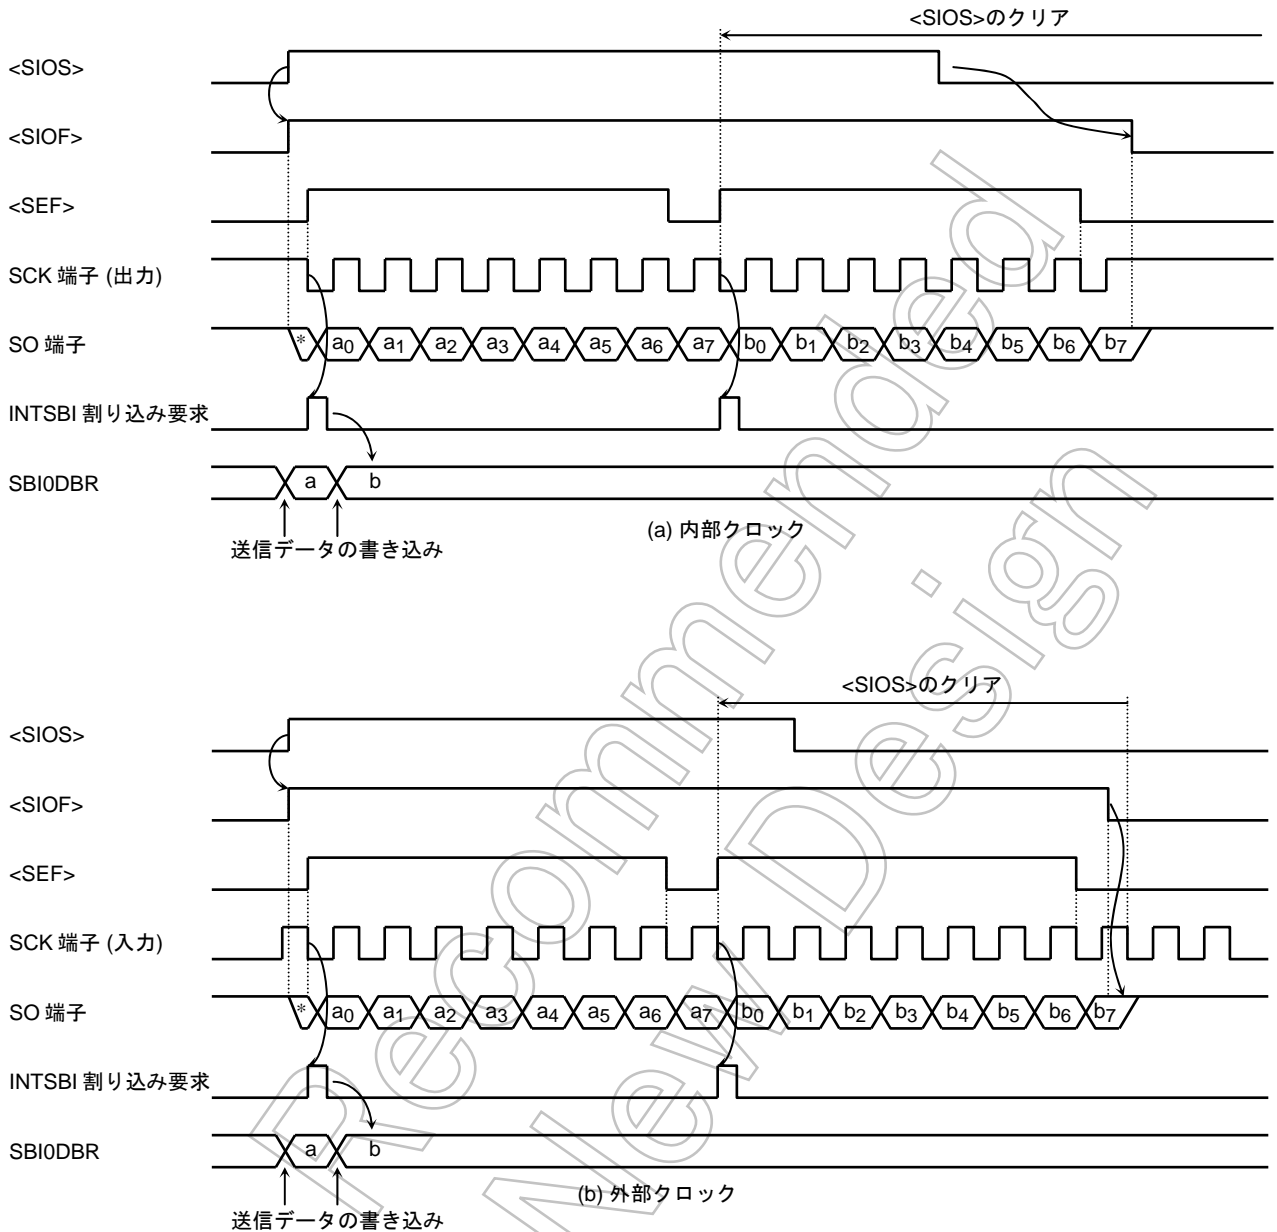 <SIOS>のクリア
<SIOS>
<SIOF>
<SEF>
SCK 端子 (出力)
SO 端子
* a0 a1 a2 a3 a4 a5 a6 a7 b0 b1 b2 b3 b4 b5 b6 b7
INTSBI 割り込み要求
SBI0DBR
a b
(a) 内部クロック
送信データの書き込み
<SIOS>のクリア
<SIOS>
<SIOF>
<SEF>
SCK 端子 (入力)
SO 端子
* a0 a1 a2 a3 a4 a5 a6 a7 b0 b1 b2 b3 b4 b5 b6 b7
INTSBI 割り込み要求
SBI0DBR
a b
(b) 外部クロック
送信データの書き込み
Recommended
New Design